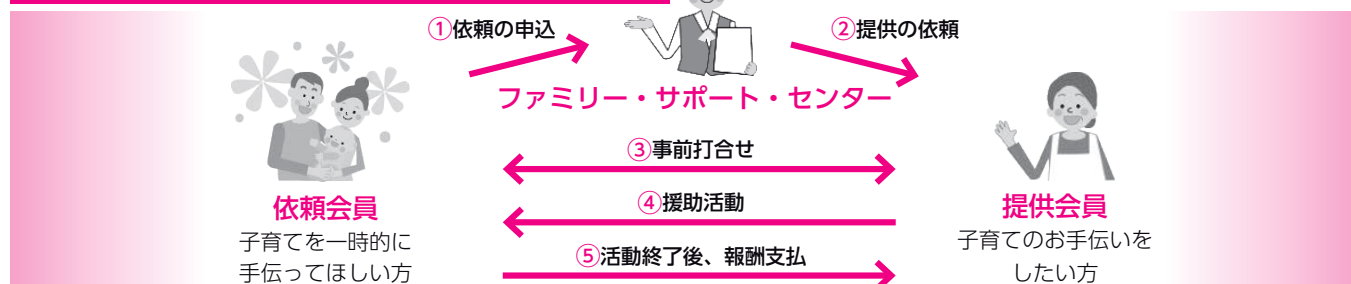 ①依頼の申込
②提供の依頼
ファミリー・サポート・センター
③事前打合せ
④援助活動
⑤活動終了後、報酬支払
依頼会員
子育てを一時的に
手伝ってほしい方
提供会員
子育てのお手伝いを
したい方